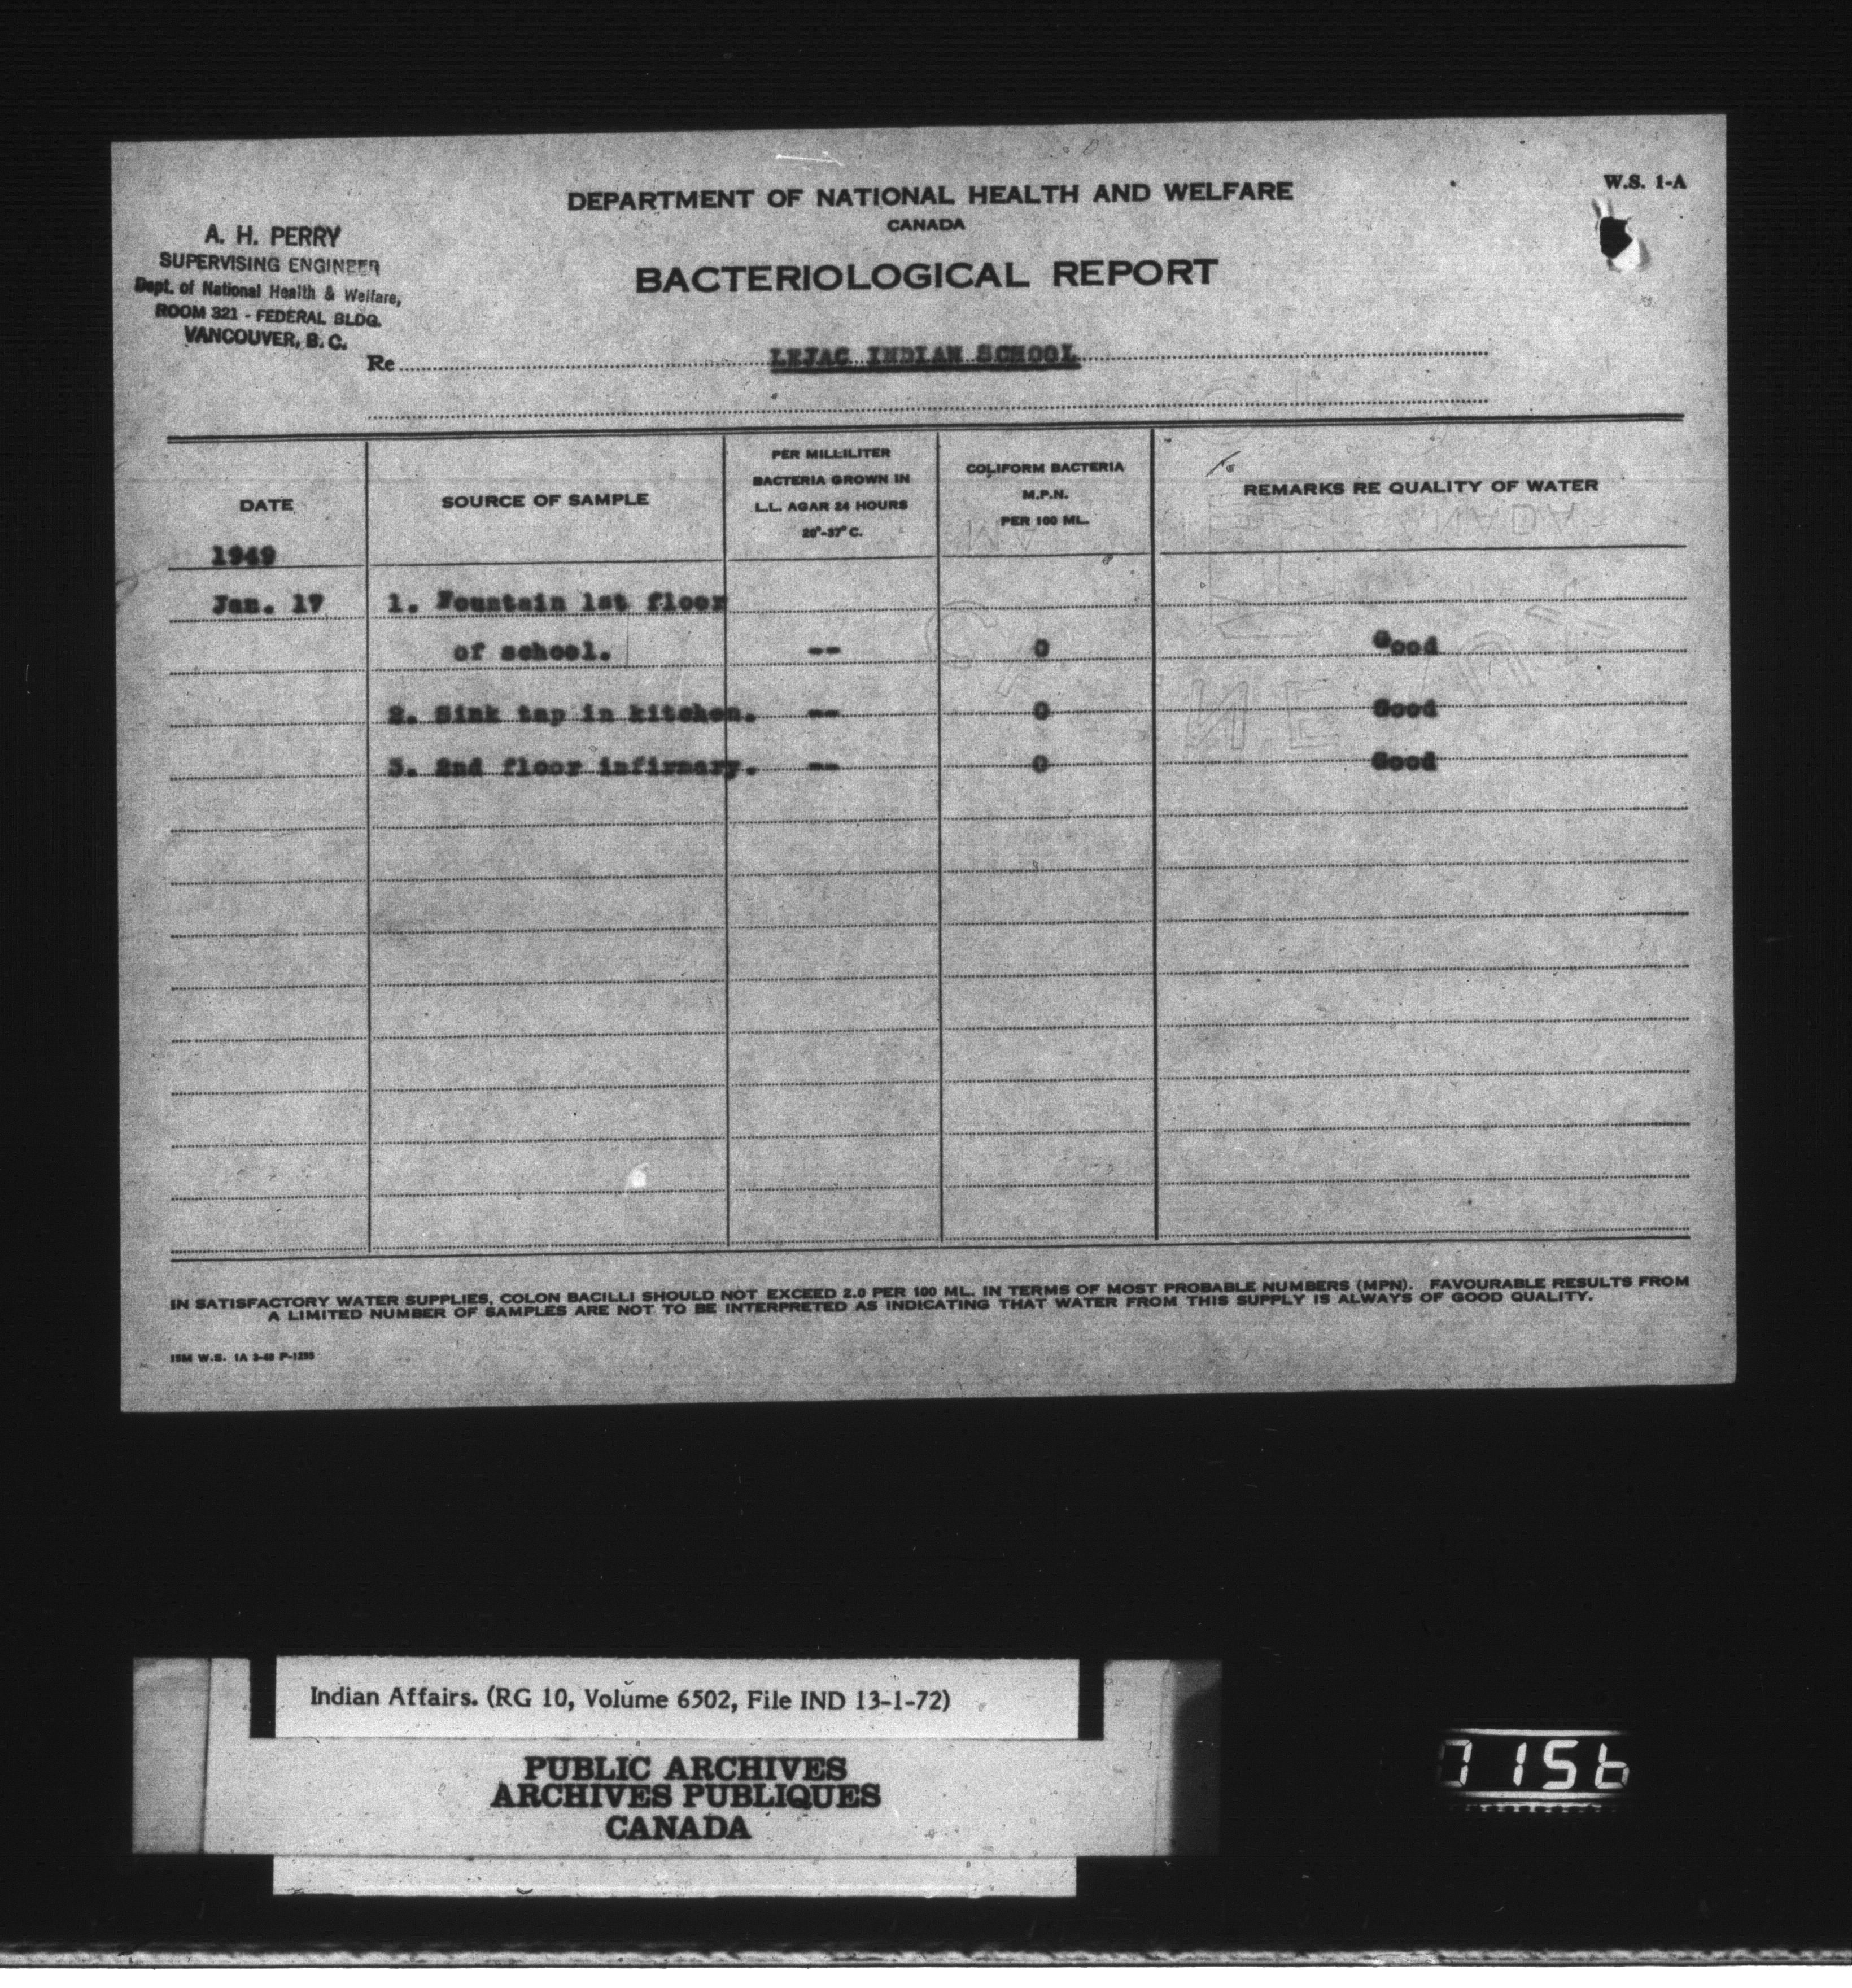 W.S. 1-A
DEPARTMENT OF NATIONAL HEALTH AND WELFARE
CANADA
BACTERIOLOGICAL REPORT
A. H. PERRY
SUPERVISING ENGINEER
Dept. of National Health & Welfare,
ROOM 321 - FEDERAL BLDG.
VANCOUVER, B. C.
Re LEJAC INDIAN SCHOOL
DATE
SOURCE OF SAMPLE
PER MILLILITER
BACTERIA GROWN IN
L.L. AGAR 24 HOURS
20°-37° C.
COLIFORM BACTERIA
M.P.N.
PER 100 ML.
REMARKS RE QUALITY OF WATER
1949
Jan. 17 1. Fountain 1st floor
of school. -- 0 Good
2. Sink tap in kitchen. -- 0 Good
3. 2nd floor infirmary. -- 0 Good
IN SATISFACTORY WATER SUPPLIES, COLON BACILLI SHOULD NOT EXCEED 2.0 PER 100 ML. IN TERMS OF MOST PROBABLE NUMBERS (MPN). FAVOURABLE RESULTS FROM
A LIMITED NUMBER OF SAMPLES ARE NOT TO BE INTERPRETED AS INDICATING THAT WATER FROM THIS SUPPLY IS ALWAYS OF GOOD QUALITY.
W.S. 1A 3-48 P-1255
Indian Affairs. (RG 10, Volume 6502, File IND 13-1-72)
PUBLIC ARCHIVES
ARCHIVES PUBLIQUES
CANADA
0156